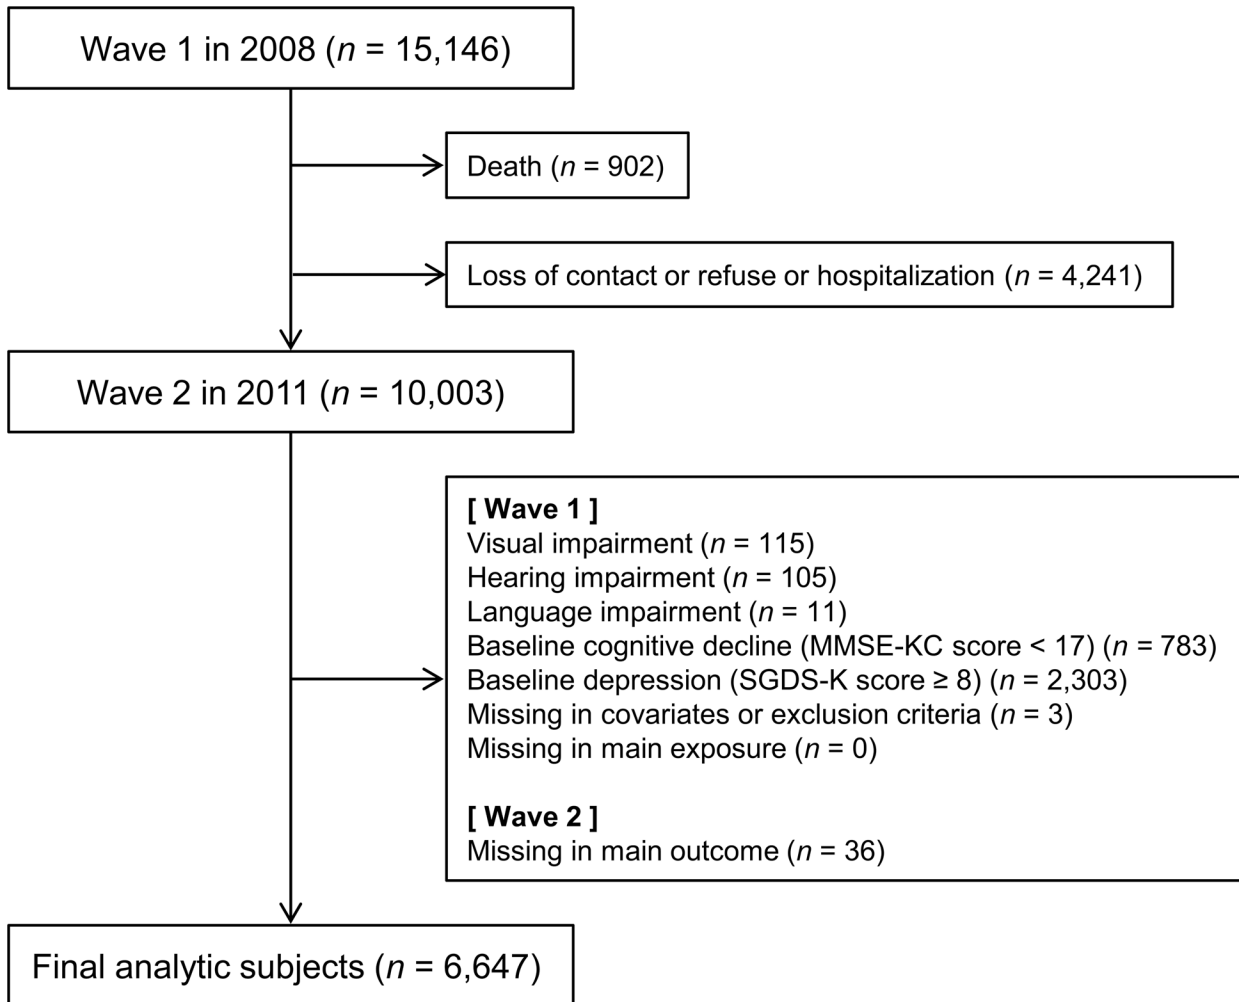 Wave 1 in 2008 (n = 15,146)
Death (n = 902)
Loss of contact or refuse or hospitalization (n = 4,241)
Wave 2 in 2011 (n = 10,003)
[ Wave 1 ]
Visual impairment (n = 115)
Hearing impairment (n = 105)
Language impairment (n = 11)
Baseline cognitive decline (MMSE-KC score < 17) (n = 783)
Baseline depression (SGDS-K score ≥ 8) (n = 2,303)
Missing in covariates or exclusion criteria (n = 3)
Missing in main exposure (n = 0)
[ Wave 2 ]
Missing in main outcome (n = 36)
Final analytic subjects (n = 6,647)